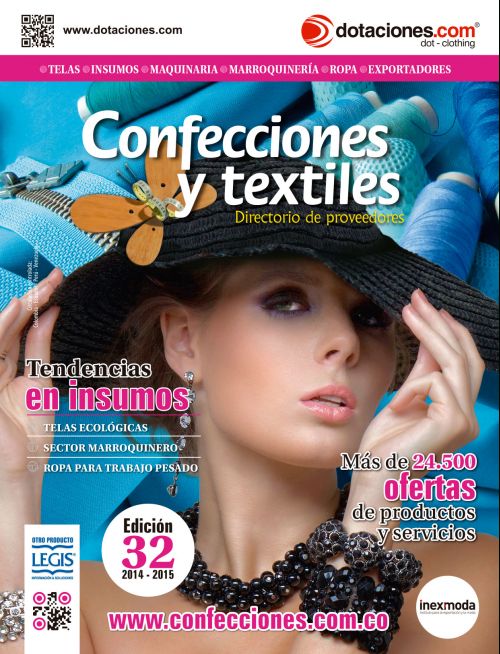 www.dotaciones.com
dotaciones.com®
dot - clothing
TELAS INSUMOS MAQUINARIA MARROQUINERÍA ROPA EXPORTADORES
Confecciones
y textiles
Directorio de proveedores
Tendencias
en insumos
TELAS ECOLÓGICAS
SECTOR MARROQUINERO
ROPA PARA TRABAJO PESADO
Más de 24.500
ofertas
de productos
y servicios
Edición
32
2014 - 2015
OTRO PRODUCTO
LEGIS®
INFORMACIÓN & SOLUCIONES
inexmoda
www.confecciones.com.co